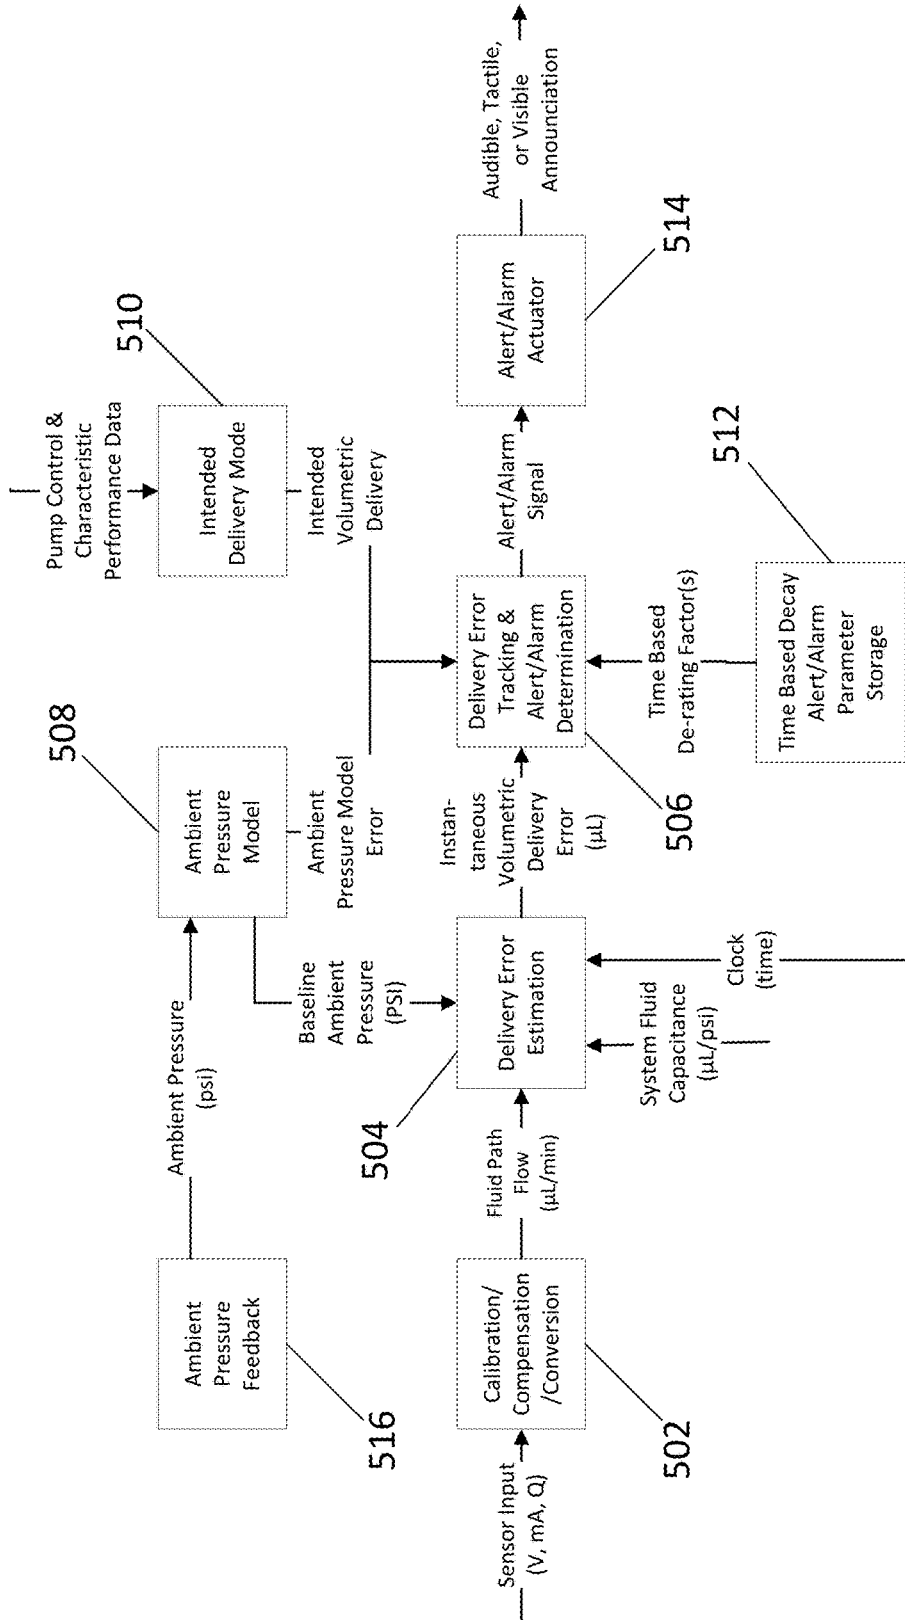 Sensor Input
(V, mA, Q)
Calibration/
Compensation
/Conversion
502
Fluid Path
Flow
(µL/min)
Ambient
Pressure
Feedback
516
Ambient Pressure
(psi)
Ambient
Pressure
Model
508
Baseline
Ambient
Pressure
(PSI)
504
Delivery Error
Estimation
System Fluid
Capacitance
(µL/psi)
Clock
(time)
Ambient
Pressure Model
Error
Instan-
taneous
Volumetric
Delivery
Error
(µL)
Pump Control &
Characteristic
Performance Data
Intended
Delivery Mode
510
Intended
Volumetric
Delivery
Delivery Error
Tracking &
Alert/Alarm
Determination
506
Time Based
De-rating Factor(s)
Time Based Decay
Alert/Alarm
Parameter
Storage
512
Alert/Alarm
Signal
Alert/Alarm
Actuator
514
Audible, Tactile,
or Visible
Announciation